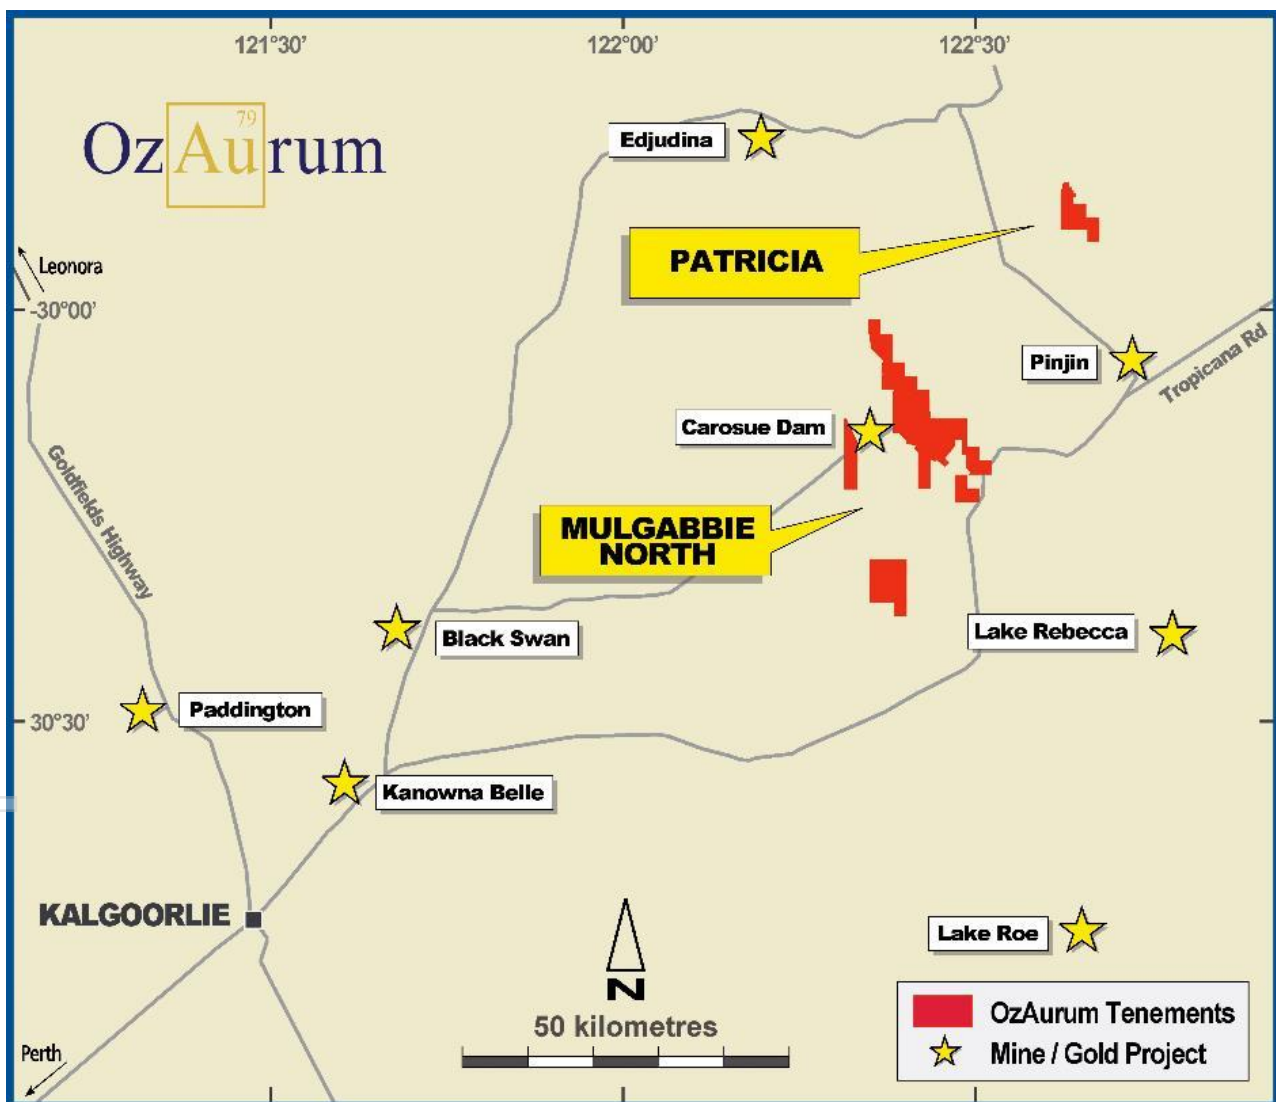 121°30’
122°00’
122°30’
79
OzAurum
Edjudina
PATRICIA
Leonora
-30°00’
Pinjin
Tropicana Rd
Carosue Dam
Goldfields Highway
MULGABBIE
NORTH
Black Swan
Lake Rebecca
Paddington
30°30’
Kanowna Belle
KALGOORLIE
Lake Roe
N
50 kilometres
OzAurum Tenements
Mine / Gold Project
Perth